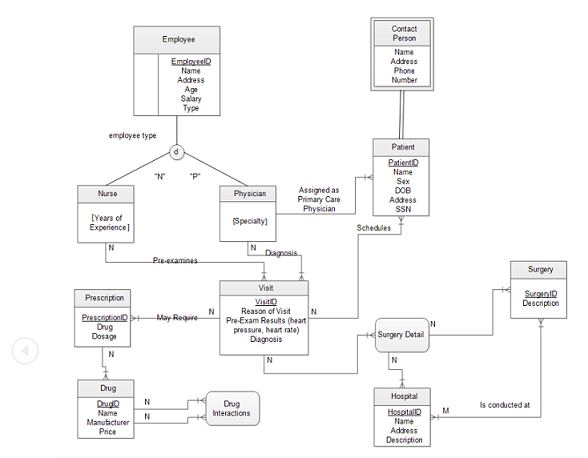 Employee
EmployeeID
Name
Address
Age
Salary
Type
Contact
Person
Name
Address
Phone
Number
employee type
d
"N"
"P"
Patient
PatientID
Name
Sex
DOB
Address
SSN
Nurse
[Years of
Experience]
Physician
{Specialty}
Assigned as
Primary Care
Physician
Schedules
N
N
Diagnosis
Pre-examines
Visit
VisitID
Reason of Visit
Pre-Exam Results (heart
pressure, heart rate)
Diagnosis
Surgery
SurgeryID
Description
Prescription
PrescriptionID
Drug
Dosage
May Require
N
N
N
N
Surgery Detail
N
N
Drug
DrugID
Name
Manufacturer
Price
N
N
Drug
Interactions
Hospital
HospitalID
Name
Address
Description
M
Is conducted at